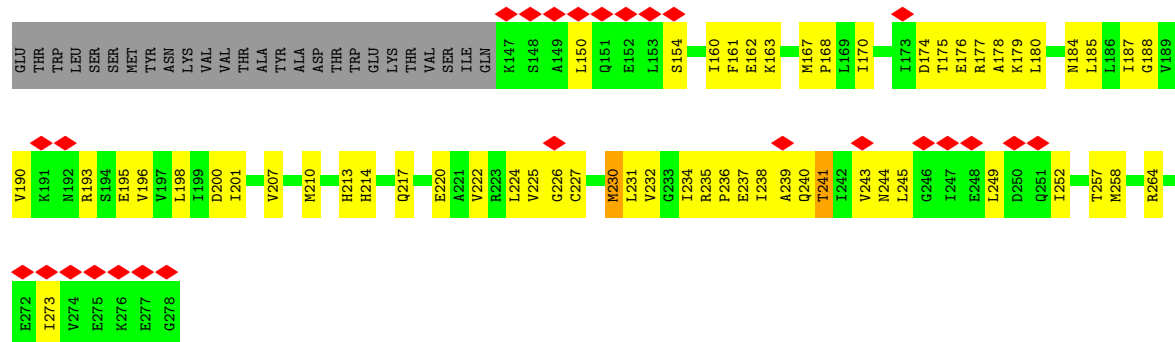 GLU THR TRP LEU SER SER MET TYR ASN LYS VAL VAL THR ALA TYR ALA ASP THR TRP GLU LYS THR VAL SER ILE GLN K147 S148 A149 L150 Q151 E152 L153 S154 I160 F161 E162 K163 M167 P168 L169 I170 I173 D174 T175 E176 R177 A178 K179 L180 N184 L185 L186 I187 G188 V189
V190 K191 N192 R193 S194 E195 V196 V197 L198 I199 D200 I201 V207 M210 H213 H214 Q217 E220 A221 V222 R223 L224 V225 G226 C227 M230 L231 V232 G233 I234 R235 P236 E237 I238 A239 Q240 T241 I242 V243 N244 L245 G246 I247 E248 L249 D250 Q251 I252 T257 M258 R264
E272 I273 V274 E275 K276 E277 G278